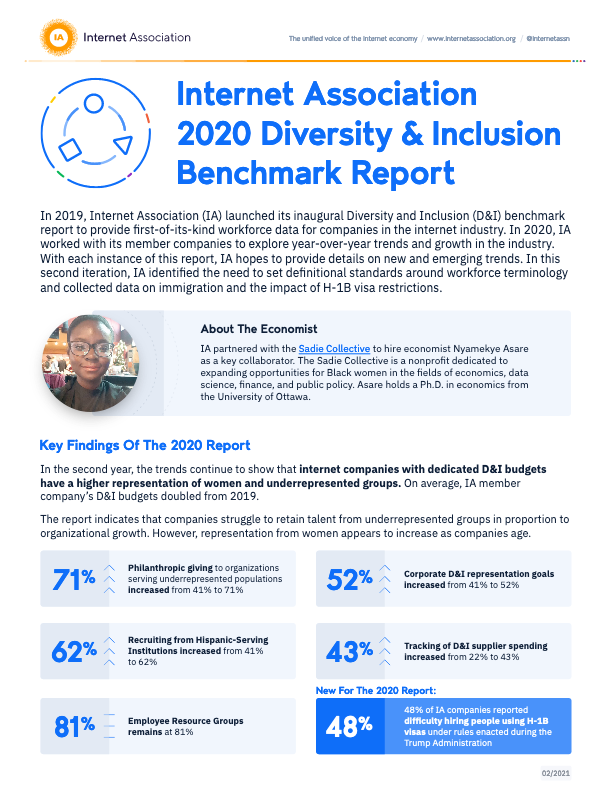 IA Internet Association
The unified voice of the internet economy / www.internetassociation.org / @internetassn
Internet Association
2020 Diversity & Inclusion
Benchmark Report
In 2019, Internet Association (IA) launched its inaugural Diversity and Inclusion (D&I) benchmark
report to provide first-of-its-kind workforce data for companies in the internet industry. In 2020, IA
worked with its member companies to explore year-over-year trends and growth in the industry.
With each instance of this report, IA hopes to provide details on new and emerging trends. In this
second iteration, IA identified the need to set definitional standards around workforce terminology
and collected data on immigration and the impact of H-1B visa restrictions.
About The Economist
IA partnered with the Sadie Collective to hire economist Nyamekye Asare
as a key collaborator. The Sadie Collective is a nonprofit dedicated to
expanding opportunities for Black women in the fields of economics, data
science, finance, and public policy. Asare holds a Ph.D. in economics from
the University of Ottawa.
Key Findings Of The 2020 Report
In the second year, the trends continue to show that internet companies with dedicated D&I budgets
have a higher representation of women and underrepresented groups. On average, IA member
company's D&I budgets doubled from 2019.
The report indicates that companies struggle to retain talent from underrepresented groups in proportion to
organizational growth. However, representation from women appears to increase as companies age.
71%
Philanthropic giving to organizations
serving underrepresented populations
increased from 41% to 71%
52%
Corporate D&I representation goals
increased from 41% to 52%
62%
Recruiting from Hispanic-Serving
Institutions increased from 41%
to 62%
43%
Tracking of D&I supplier spending
increased from 22% to 43%
81%
Employee Resource Groups
remains at 81%
New For The 2020 Report:
48%
48% of IA companies reported
difficulty hiring people using H-1B
visas under rules enacted during the
Trump Administration
02/2021